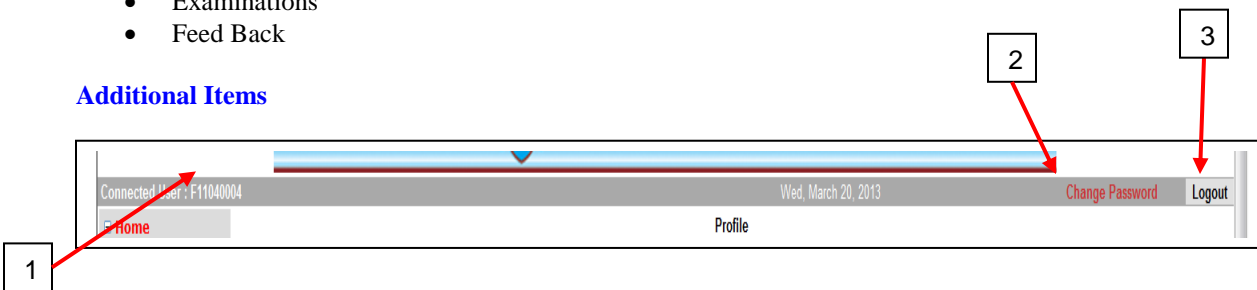 • Examinations
• Feed Back
3
2
Additional Items
Connected User : F11040004 Wed, March 20, 2013 Change Password Logout
Home Profile
1